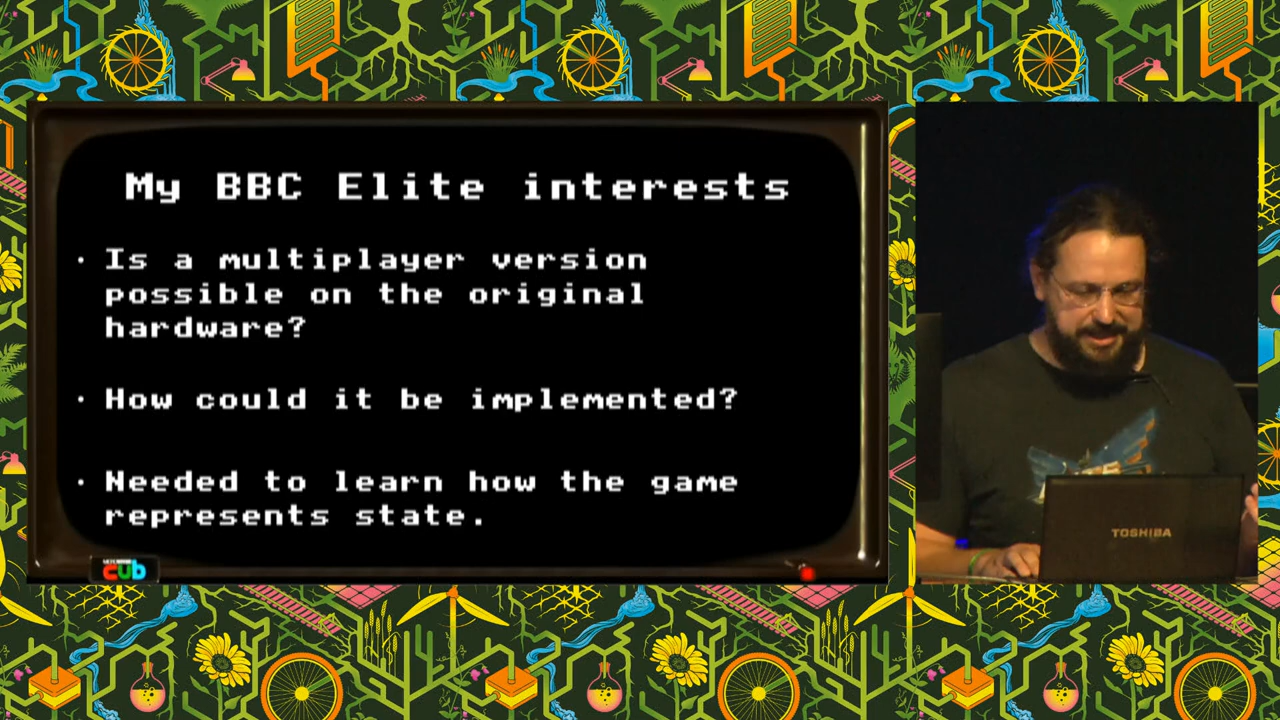 My BBC Elite interests
• Is a multiplayer version
possible on the original
hardware?
• How could it be implemented?
• Needed to learn how the game
represents state.
cub
TOSHIBA